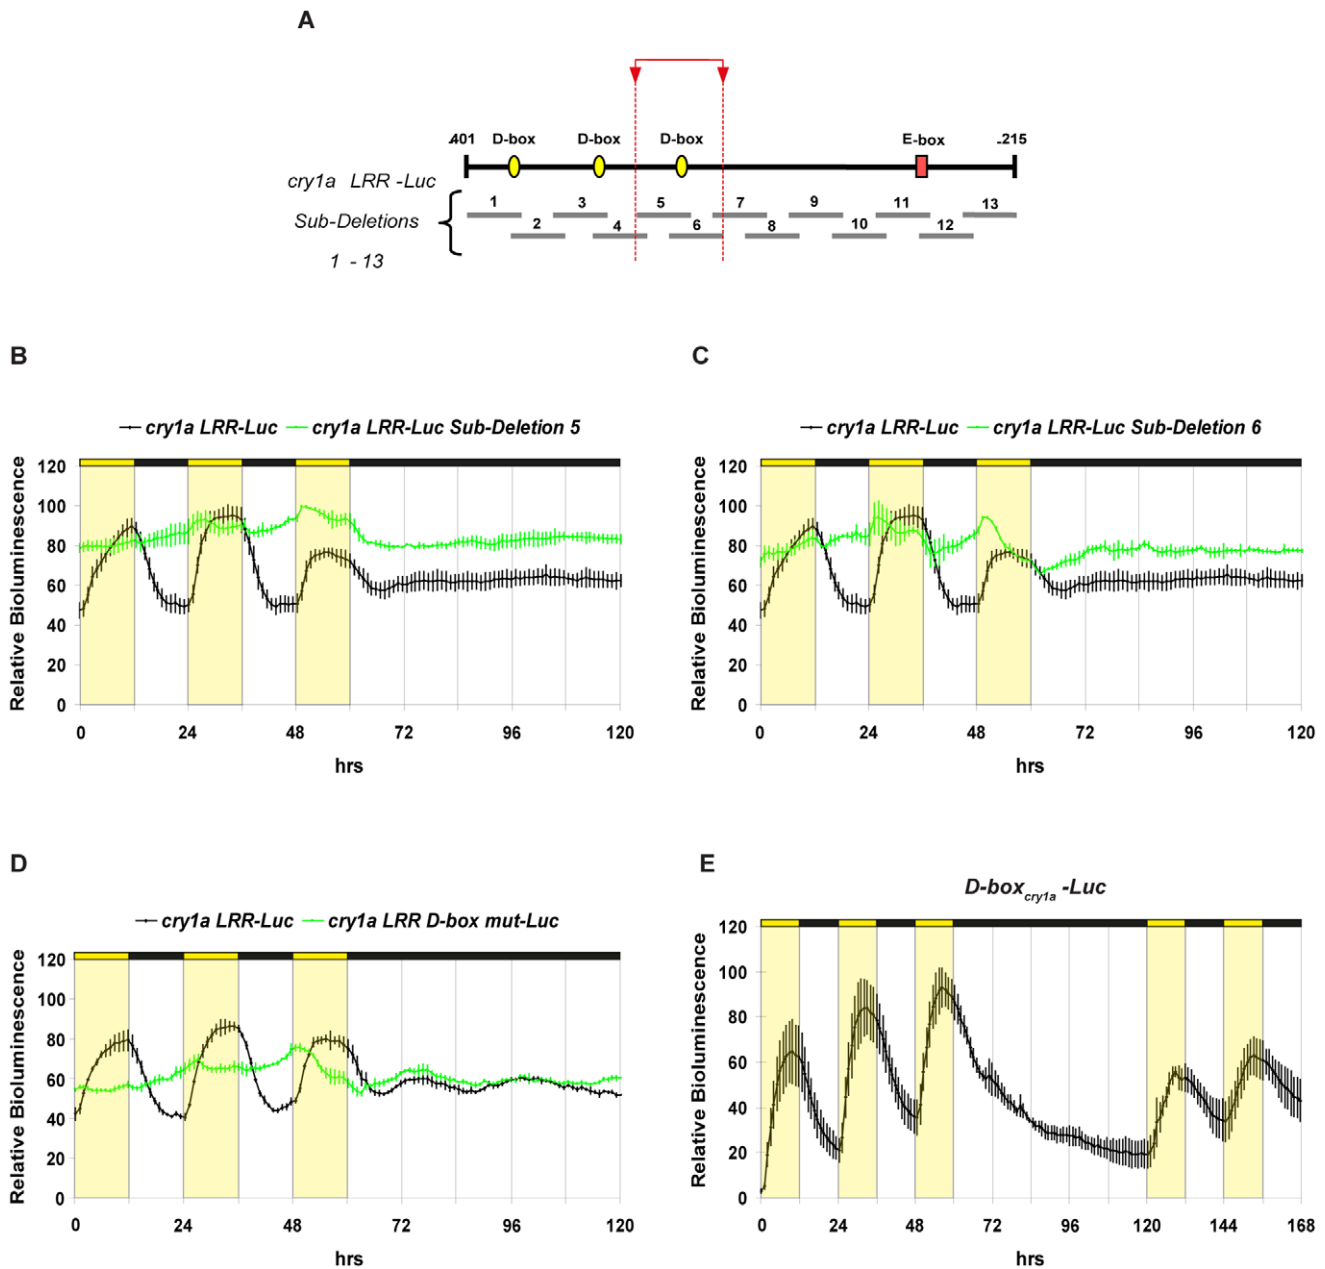 A
.401 D-box D-box D-box E-box -.215
cry1a LRR -Luc
1 3 5 7 9 11 13
Sub-Deletions
2 4 6 8 10 12
1 - 13
B
C
cry1a LRR-Luc cry1a LRR-Luc Sub-Deletion 5
cry1a LRR-Luc cry1a LRR-Luc Sub-Deletion 6
Relative Bioluminescence
120
100
80
60
40
20
0
0 24 48 72 96 120
hrs
Relative Bioluminescence
120
100
80
60
40
20
0
0 24 48 72 96 120
hrs
D
E
cry1a LRR-Luc cry1a LRR D-box mut-Luc
D-box cry1a -Luc
Relative Bioluminescence
120
100
80
60
40
20
0
0 24 48 72 96 120
hrs
Relative Bioluminescence
120
100
80
60
40
20
0
0 24 48 72 96 120 144 168
hrs